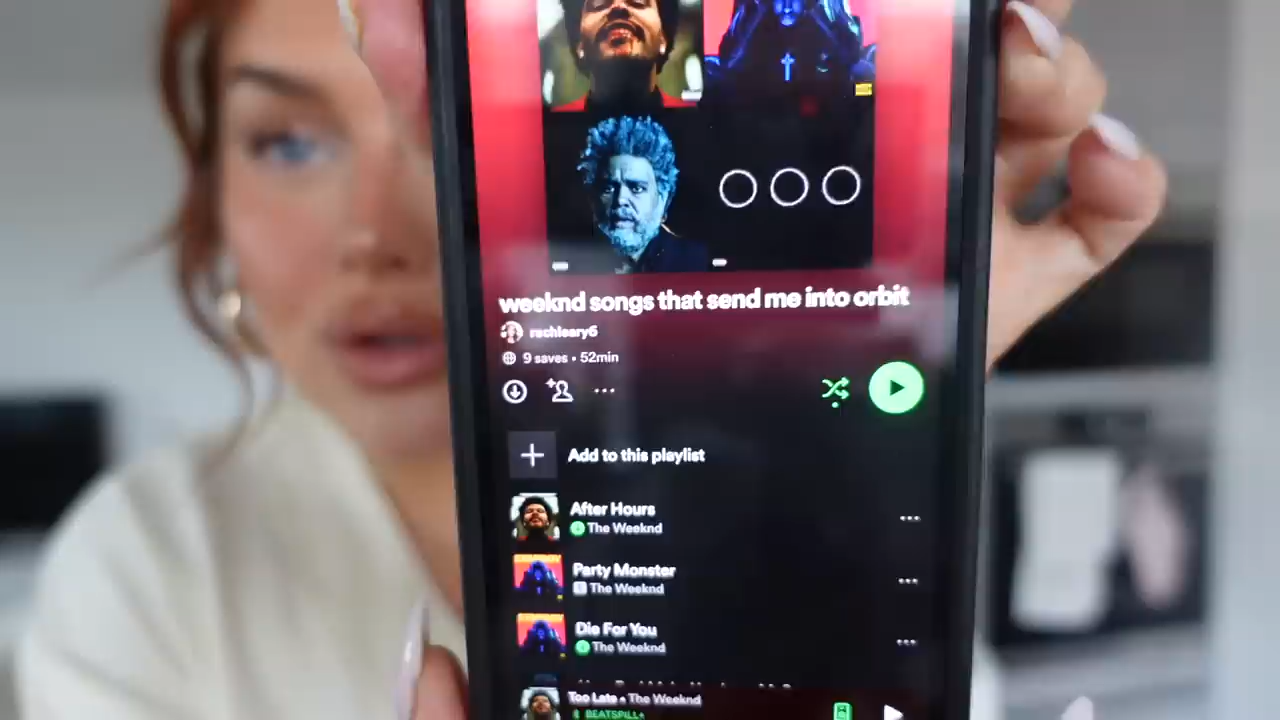 weeknd songs that send me into orbit
rachleary6
9 saves • 52min
Add to this playlist
After Hours
The Weeknd
Party Monster
E The Weeknd
Die For You
The Weeknd
Too Late • The Weeknd
BEATSPILL+